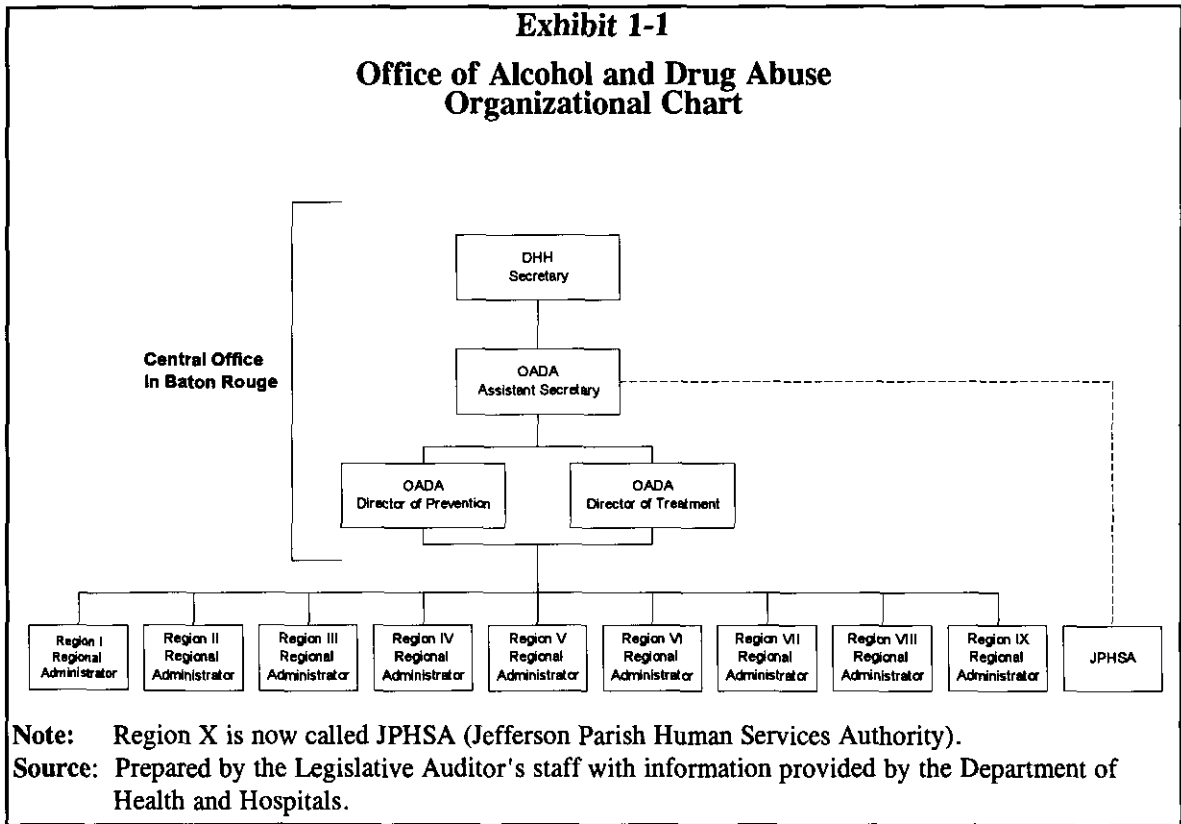 Exhibit 1-1
Office of Alcohol and Drug Abuse
Organizational Chart
DHH
Secretary
Central Office
In Baton Rouge
OADA
Assistant Secretary
OADA
Director of Prevention
OADA
Director of Treatment
Region I
Regional
Administrator
Region II
Regional
Administrator
Region III
Regional
Administrator
Region IV
Regional
Administrator
Region V
Regional
Administrator
Region VI
Regional
Administrator
Region VII
Regional
Administrator
Region VIII
Regional
Administrator
Region IX
Regional
Administrator
JPHSA
Note: Region X is now called JPHSA (Jefferson Parish Human Services Authority).
Source: Prepared by the Legislative Auditor's staff with information provided by the Department of
Health and Hospitals.